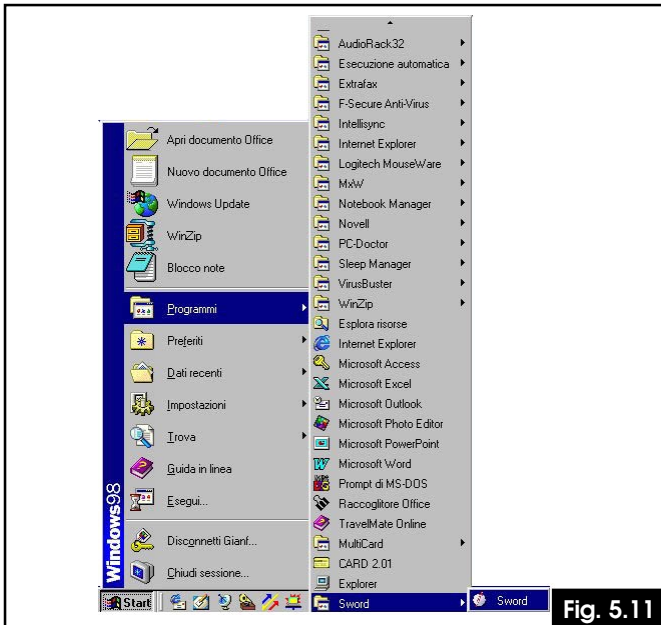 Apri documento Office
Nuovo documento Office
Windows Update
WinZip
Blocco note
Programmi
Preferiti
Dati recenti
Impostazioni
Trova
Guida in linea
Esegui...
Disconnetti Gianf...
Chiudi sessione...
Windows98
Start
AudioRack32
Esecuzione automatica
Extrafax
F-Secure Anti-Virus
Intellisync
Internet Explorer
Logitech MouseWare
MxW
Notebook Manager
Novell
PC-Doctor
Sleep Manager
VirusBuster
WinZip
Esplora risorse
Internet Explorer
Microsoft Access
Microsoft Excel
Microsoft Outlook
Microsoft Photo Editor
Microsoft PowerPoint
Microsoft Word
Prompt di MS-DOS
Raccoglitore Office
TravelMate Online
MultiCard
CARD 2.01
Explorer
Sword
Sword
Fig. 5.11